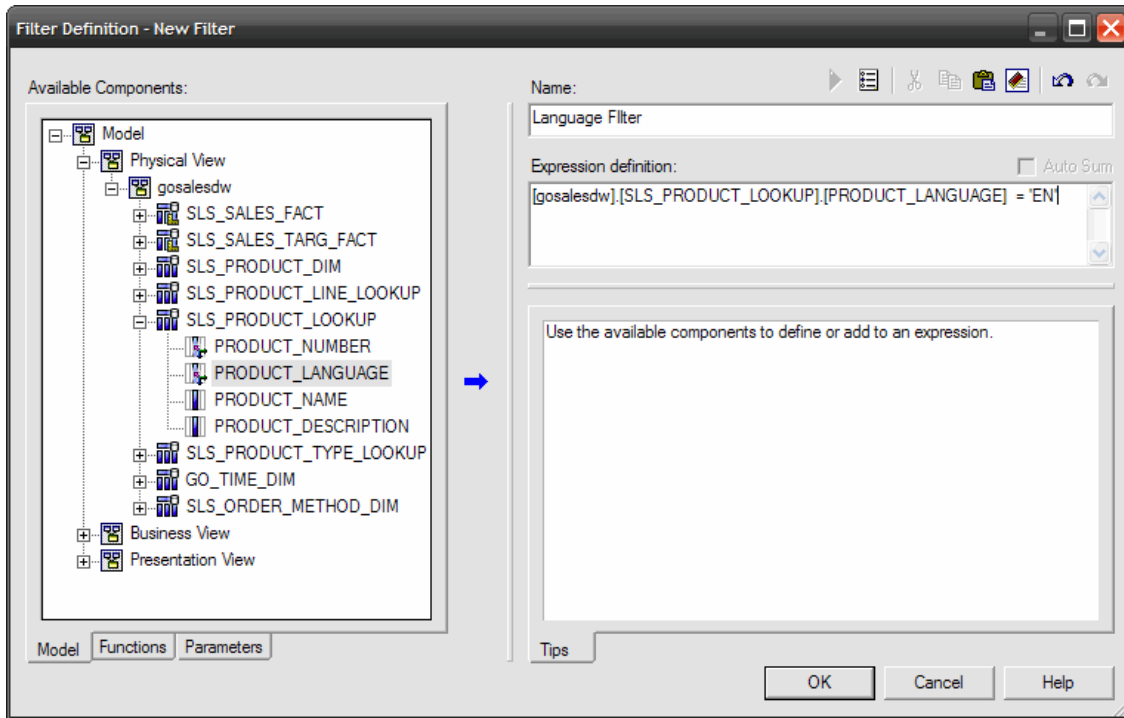 Filter Definition - New Filter
Available Components:
Model
Physical View
gosalesdw
SLS_SALES_FACT
SLS_SALES_TARG_FACT
SLS_PRODUCT_DIM
SLS_PRODUCT_LINE_LOOKUP
SLS_PRODUCT_LOOKUP
PRODUCT_NUMBER
PRODUCT_LANGUAGE
PRODUCT_NAME
PRODUCT_DESCRIPTION
SLS_PRODUCT_TYPE_LOOKUP
GO_TIME_DIM
SLS_ORDER_METHOD_DIM
Business View
Presentation View
Model Functions Parameters
Name:
Language FIlter
Expression definition: Auto Sum
[gosalesdw].[SLS_PRODUCT_LOOKUP].[PRODUCT_LANGUAGE] = 'EN'
Use the available components to define or add to an expression.
Tips
OK Cancel Help